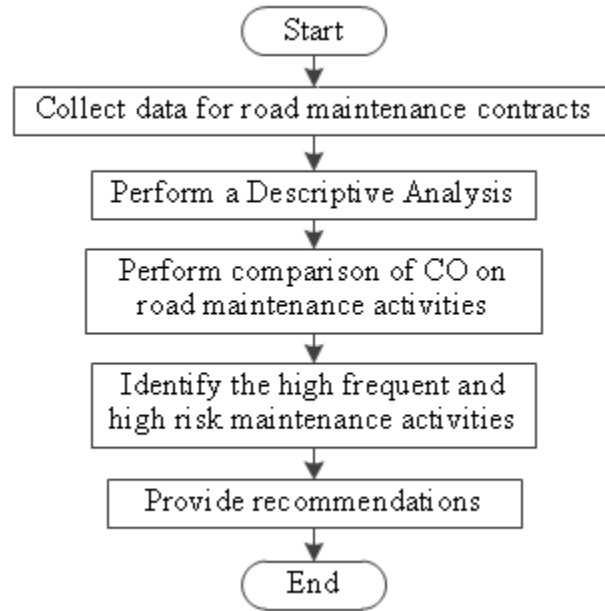 Start
Collect data for road maintenance contracts
Perform a Descriptive Analysis
Perform comparison of CO on
road maintenance activities
Identify the high frequent and
high risk maintenance activities
Provide recommendations
End